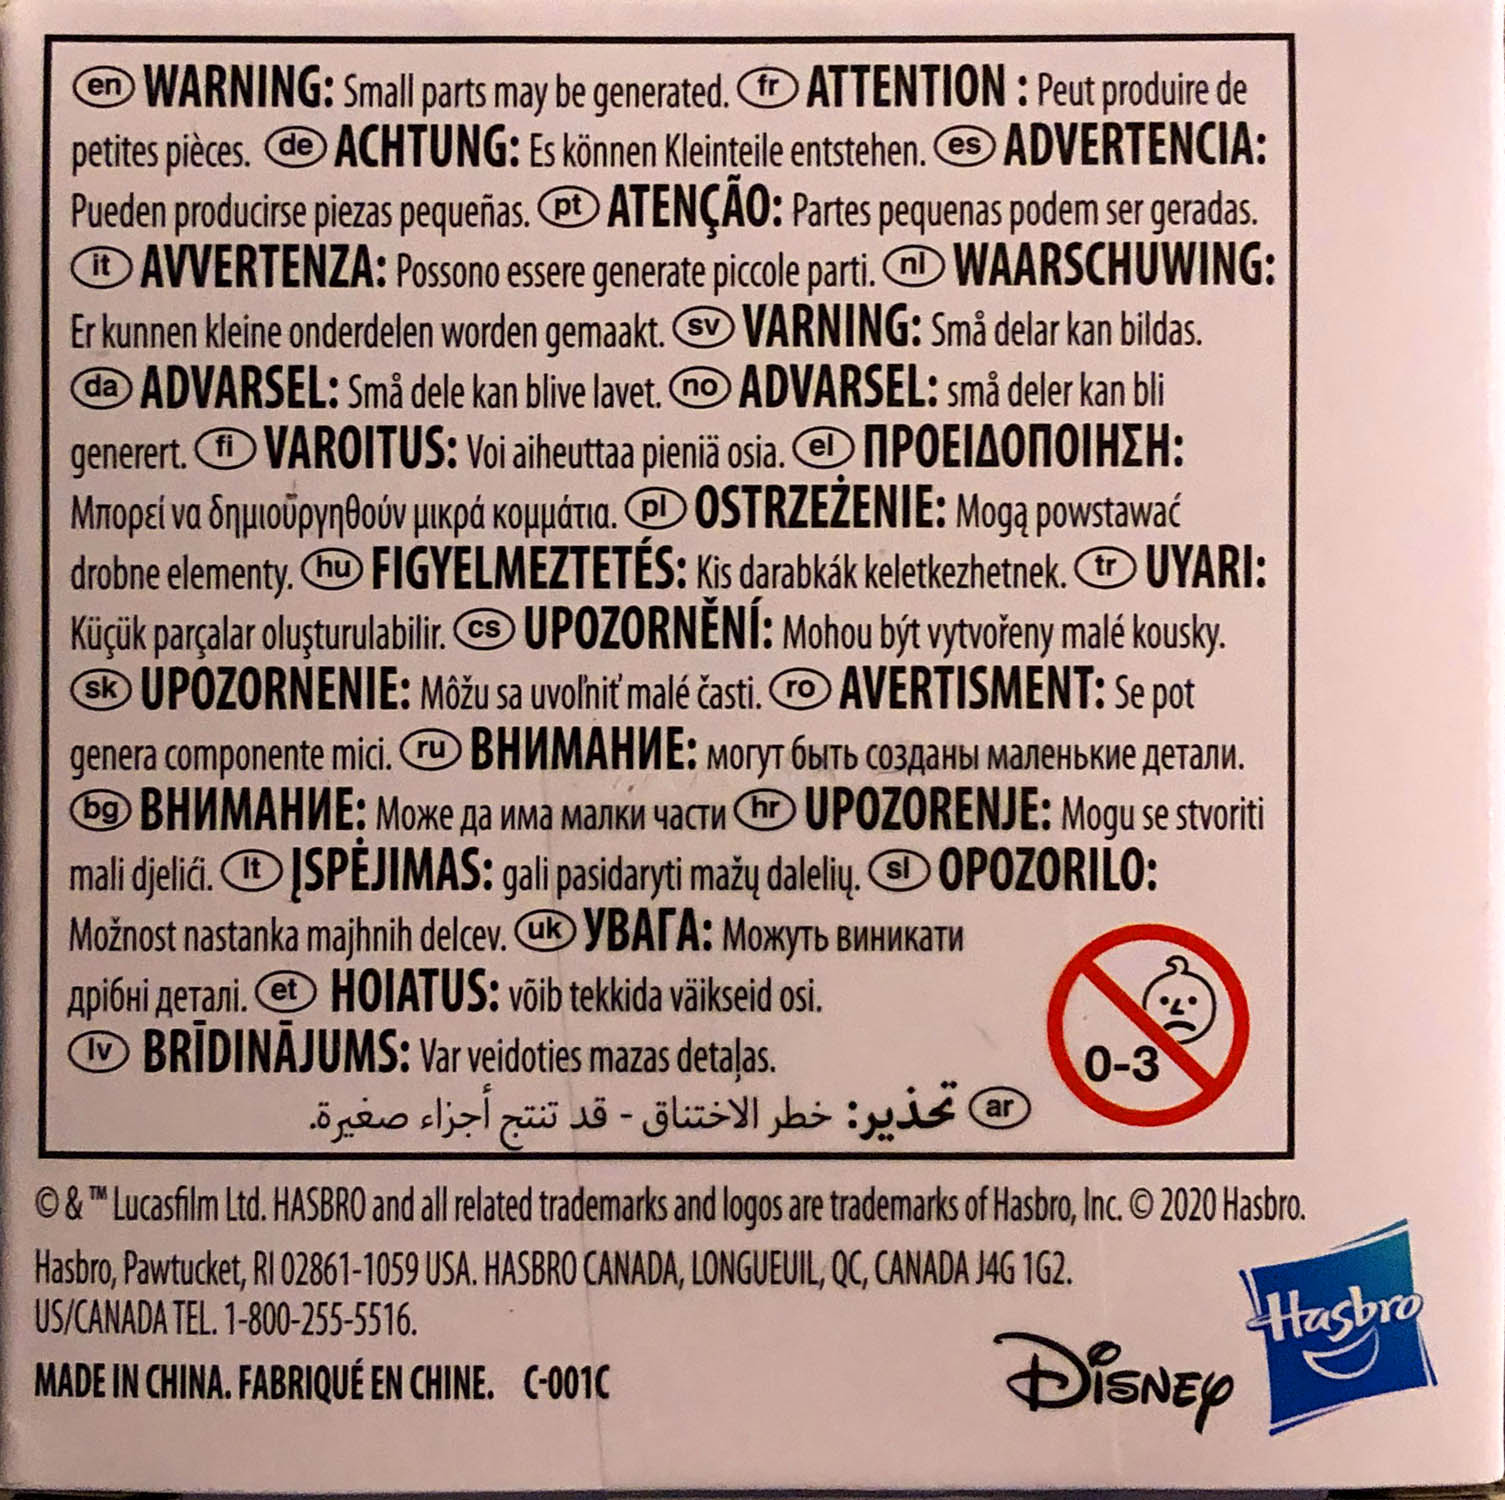 en WARNING: Small parts may be generated. fr ATTENTION : Peut produire de
petites pièces. de ACHTUNG: Es können Kleinteile entstehen. es ADVERTENCIA:
Pueden producirse piezas pequeñas. pt ATENÇÃO: Partes pequenas podem ser geradas.
it AVVERTENZA: Possono essere generate piccole parti. nl WAARSCHUWING:
Er kunnen kleine onderdelen worden gemaakt. sv VARNING: Små delar kan bildas.
da ADVARSEL: Små dele kan blive lavet. no ADVARSEL: små deler kan bli
generert. fi VAROITUS: Voi aiheuttaa pieniä osia. el ΠΡΟΕΙΔΟΠΟΙΗΣΗ:
Μπορεί να δημιοϋργηθούν μικρά κομμάτια. pl OSTRZEŻENIE: Mogą powstawać
drobne elementy. hu FIGYELMEZTETÉS: Kis darabkák keletkezhetnek. tr UYARI:
Küçük parçalar oluşturulabilir. cs UPOZORNĚNÍ: Mohou být vytvořeny malé kousky.
sk UPOZORNENIE: Môžu sa uvoľniť malé časti. ro AVERTISMENT: Se pot
genera componente mici. ru ВНИМАНИЕ: могут быть созданы маленькие детали.
bg ВНИМАНИЕ: Може да има малки части hr UPOZORENJE: Mogu se stvoriti
mali djelići. lt ĮSPĖJIMAS: gali pasidaryti mažų dalelių. sl OPOZORILO:
Možnost nastanka majhnih delcev. uk УВАГА: Можуть виникати
дрібні деталі. et HOIATUS: võib tekkida väikseid osi.
lv BRĪDINĀJUMS: Var veidoties mazas detaļas.
0-3
ar تحذير: خطر الاختناق - قد تنتج أجزاء صغيرة.
© & ™ Lucasfilm Ltd. HASBRO and all related trademarks and logos are trademarks of Hasbro, Inc. © 2020 Hasbro.
Hasbro, Pawtucket, RI 02861-1059 USA. HASBRO CANADA, LONGUEUIL, QC, CANADA J4G 1G2.
US/CANADA TEL. 1-800-255-5516.
MADE IN CHINA. FABRIQUÉ EN CHINE. C-001C
Disney
Hasbro